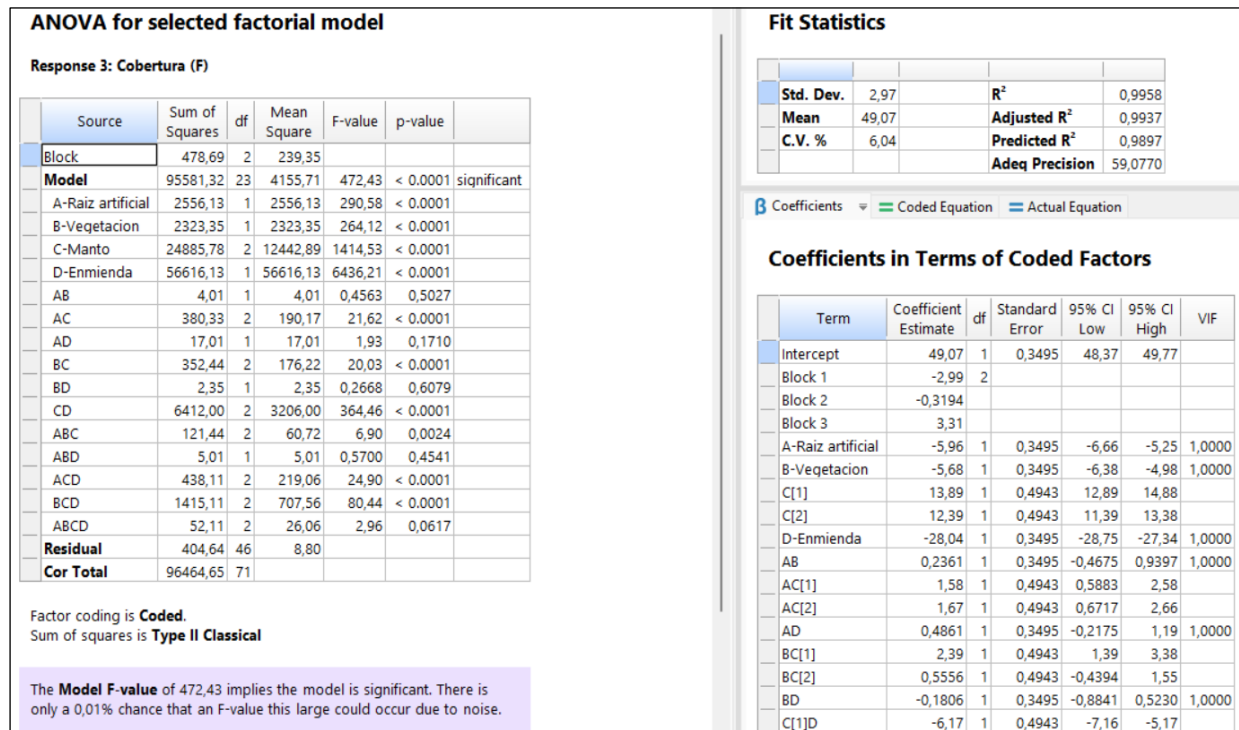 ANOVA for selected factorial model
Response 3: Cobertura (F)
Source Sum of Squares df Mean Square F-value p-value
Block 478,69 2 239,35
Model 95581,32 23 4155,71 472,43 < 0.0001 significant
A-Raiz artificial 2556,13 1 2556,13 290,58 < 0.0001
B-Vegetacion 2323,35 1 2323,35 264,12 < 0.0001
C-Manto 24885,78 2 12442,89 1414,53 < 0.0001
D-Enmienda 56616,13 1 56616,13 6436,21 < 0.0001
AB 4,01 1 4,01 0,4563 0,5027
AC 380,33 2 190,17 21,62 < 0.0001
AD 17,01 1 17,01 1,93 0,1710
BC 352,44 2 176,22 20,03 < 0.0001
BD 2,35 1 2,35 0,2668 0,6079
CD 6412,00 2 3206,00 364,46 < 0.0001
ABC 121,44 2 60,72 6,90 0,0024
ABD 5,01 1 5,01 0,5700 0,4541
ACD 438,11 2 219,06 24,90 < 0.0001
BCD 1415,11 2 707,56 80,44 < 0.0001
ABCD 52,11 2 26,06 2,96 0,0617
Residual 404,64 46 8,80
Cor Total 96464,65 71
Factor coding is Coded.
Sum of squares is Type II Classical
The Model F-value of 472,43 implies the model is significant. There is
only a 0,01% chance that an F-value this large could occur due to noise.
Fit Statistics
Std. Dev. 2,97 R² 0,9958
Mean 49,07 Adjusted R² 0,9937
C.V. % 6,04 Predicted R² 0,9897
Adeq Precision 59,0770
β Coefficients = Coded Equation = Actual Equation
Coefficients in Terms of Coded Factors
Term Coefficient Estimate df Standard Error 95% CI Low 95% CI High VIF
Intercept 49,07 1 0,3495 48,37 49,77
Block 1 -2,99 2
Block 2 -0,3194
Block 3 3,31
A-Raiz artificial -5,96 1 0,3495 -6,66 -5,25 1,0000
B-Vegetacion -5,68 1 0,3495 -6,38 -4,98 1,0000
C[1] 13,89 1 0,4943 12,89 14,88
C[2] 12,39 1 0,4943 11,39 13,38
D-Enmienda -28,04 1 0,3495 -28,75 -27,34 1,0000
AB 0,2361 1 0,3495 -0,4675 0,9397 1,0000
AC[1] 1,58 1 0,4943 0,5883 2,58
AC[2] 1,67 1 0,4943 0,6717 2,66
AD 0,4861 1 0,3495 -0,2175 1,19 1,0000
BC[1] 2,39 1 0,4943 1,39 3,38
BC[2] 0,5556 1 0,4943 -0,4394 1,55
BD -0,1806 1 0,3495 -0,8841 0,5230 1,0000
C[1]D -6,17 1 0,4943 -7,16 -5,17